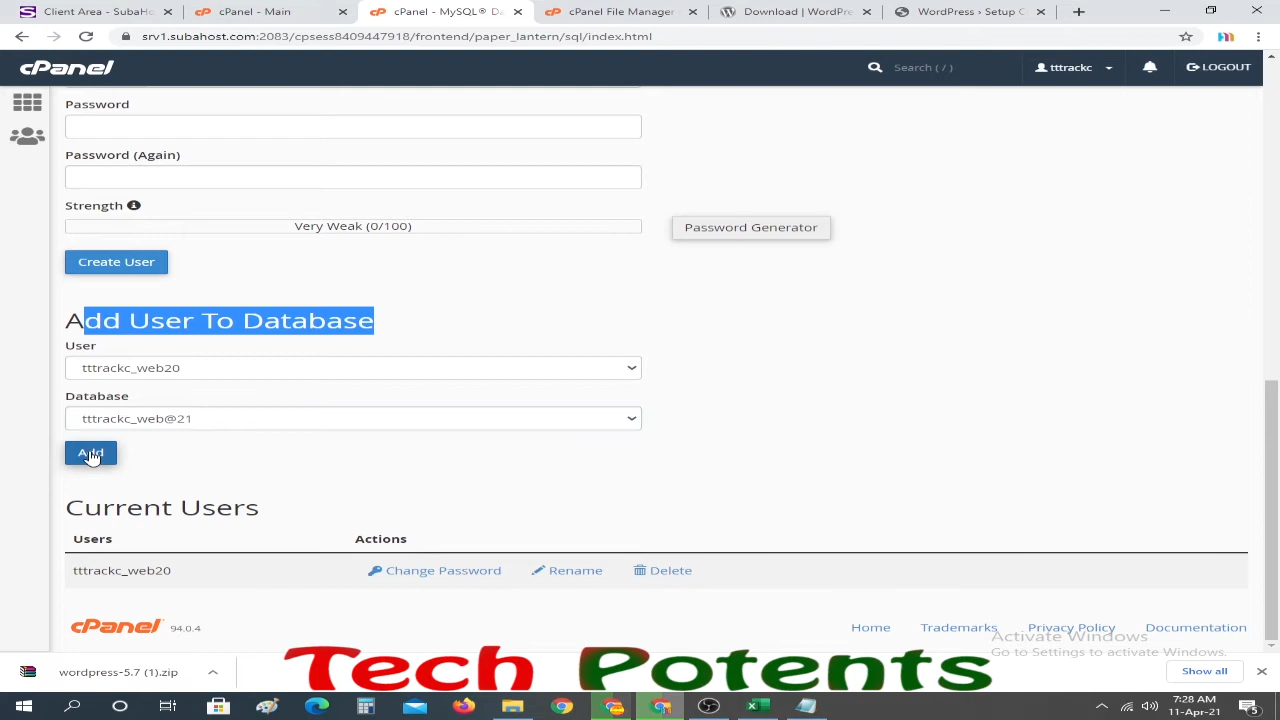 Client Area - SubaHo
cPanel - Main
cPanel - MySQL® Da
cPanel File Manager
Download | WordPre
WordPress › Setup C
srv1.subahost.com:2083/cpsess8409447918/frontend/paper_lantern/sql/index.html
cPanel
Search ( / )
tttrackc
LOGOUT
Password
Password (Again)
Strength
Very Weak (0/100)
Password Generator
Create User
Add User To Database
User
tttrackc_web20
Database
tttrackc_web@21
Add
Current Users
Users Actions
tttrackc_web20 Change Password Rename Delete
cPanel 94.0.4 Home Trademarks Privacy Policy Documentation
Activate Windows
Go to Settings to activate Windows.
wordpress-5.7 (1).zip
Tech Potents
Show all
7:28 AM
11-Apr-21
5